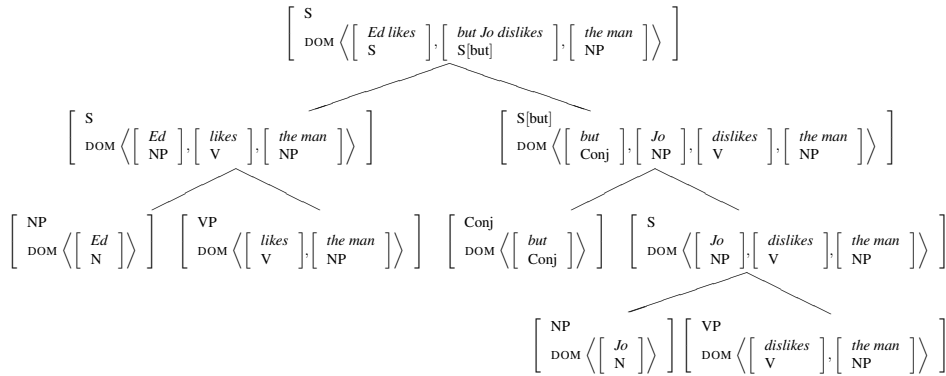 S
DOM ⟨[ Ed likes S ], [ but Jo dislikes S[but] ], [ the man NP ]⟩
S
DOM ⟨[ Ed NP ], [ likes V ], [ the man NP ]⟩
S[but]
DOM ⟨[ but Conj ], [ Jo NP ], [ dislikes V ], [ the man NP ]⟩
NP
DOM ⟨[ Ed N ]⟩
VP
DOM ⟨[ likes V ], [ the man NP ]⟩
Conj
DOM ⟨[ but Conj ]⟩
S
DOM ⟨[ Jo NP ], [ dislikes V ], [ the man NP ]⟩
NP
DOM ⟨[ Jo N ]⟩
VP
DOM ⟨[ dislikes V ], [ the man NP ]⟩